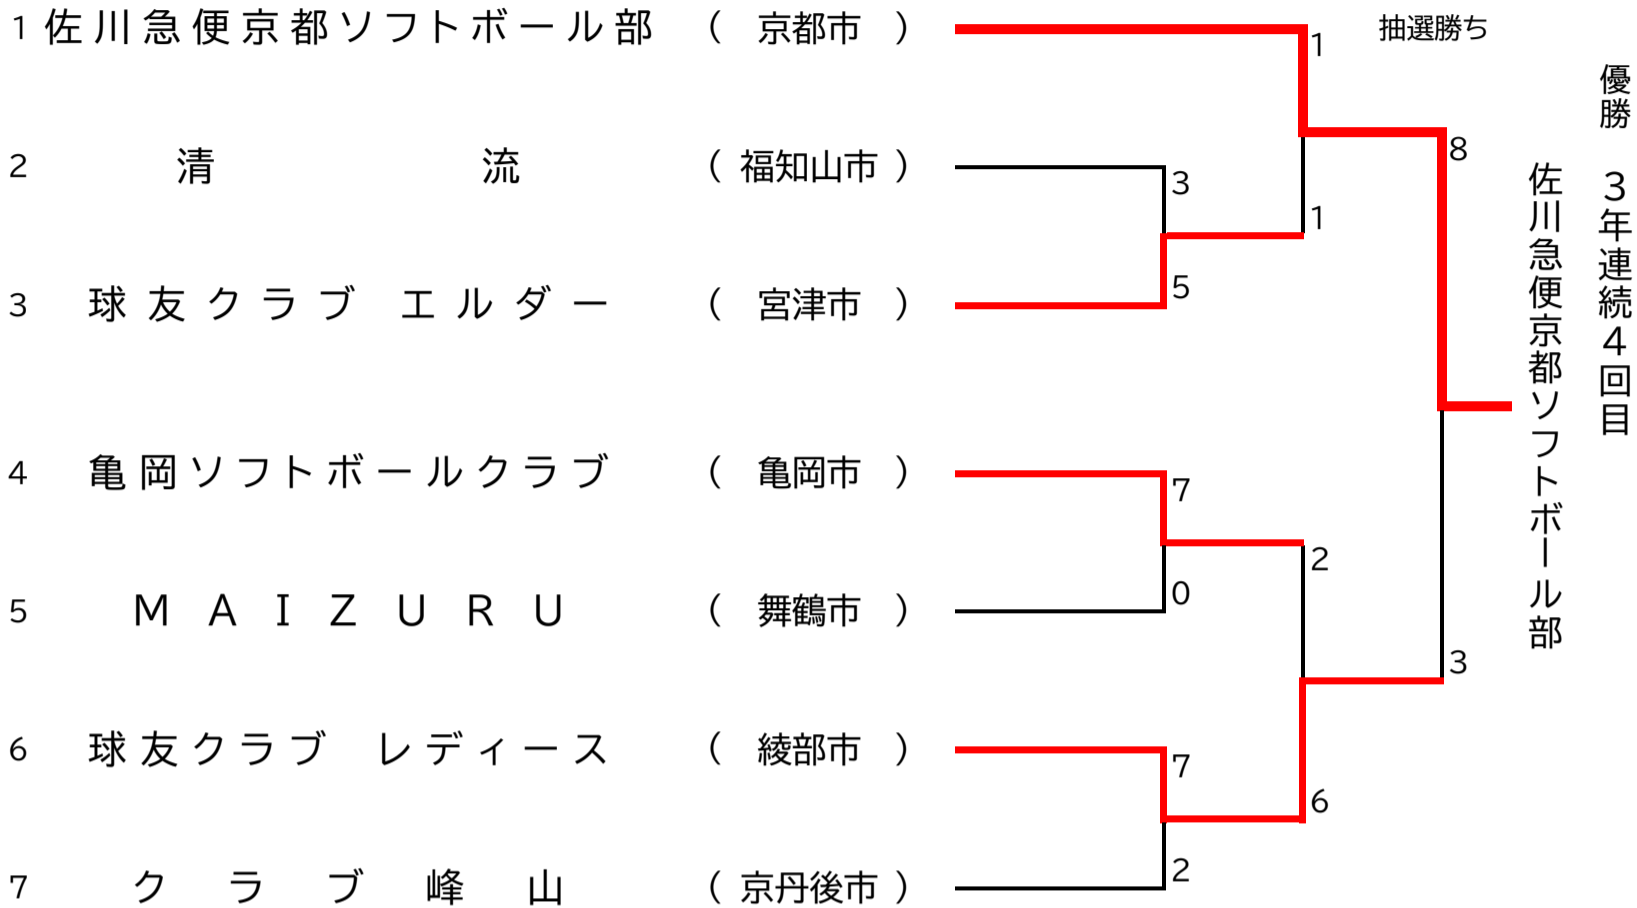 1 佐川急便京都ソフトボール部 （ 京都市 ）
2 清流 （ 福知山市 ）
3 球友クラブ エルダー （ 宮津市 ）
4 亀岡ソフトボールクラブ （ 亀岡市 ）
5 ＭＡＩＺＵＲＵ （ 舞鶴市 ）
6 球友クラブ レディース （ 綾部市 ）
7 クラブ峰山 （ 京丹後市 ）
3
5
7
0
7
2
1
抽選勝ち
1
2
6
8
3
優勝 ３年連続４回目
佐川急便京都ソフトボール部